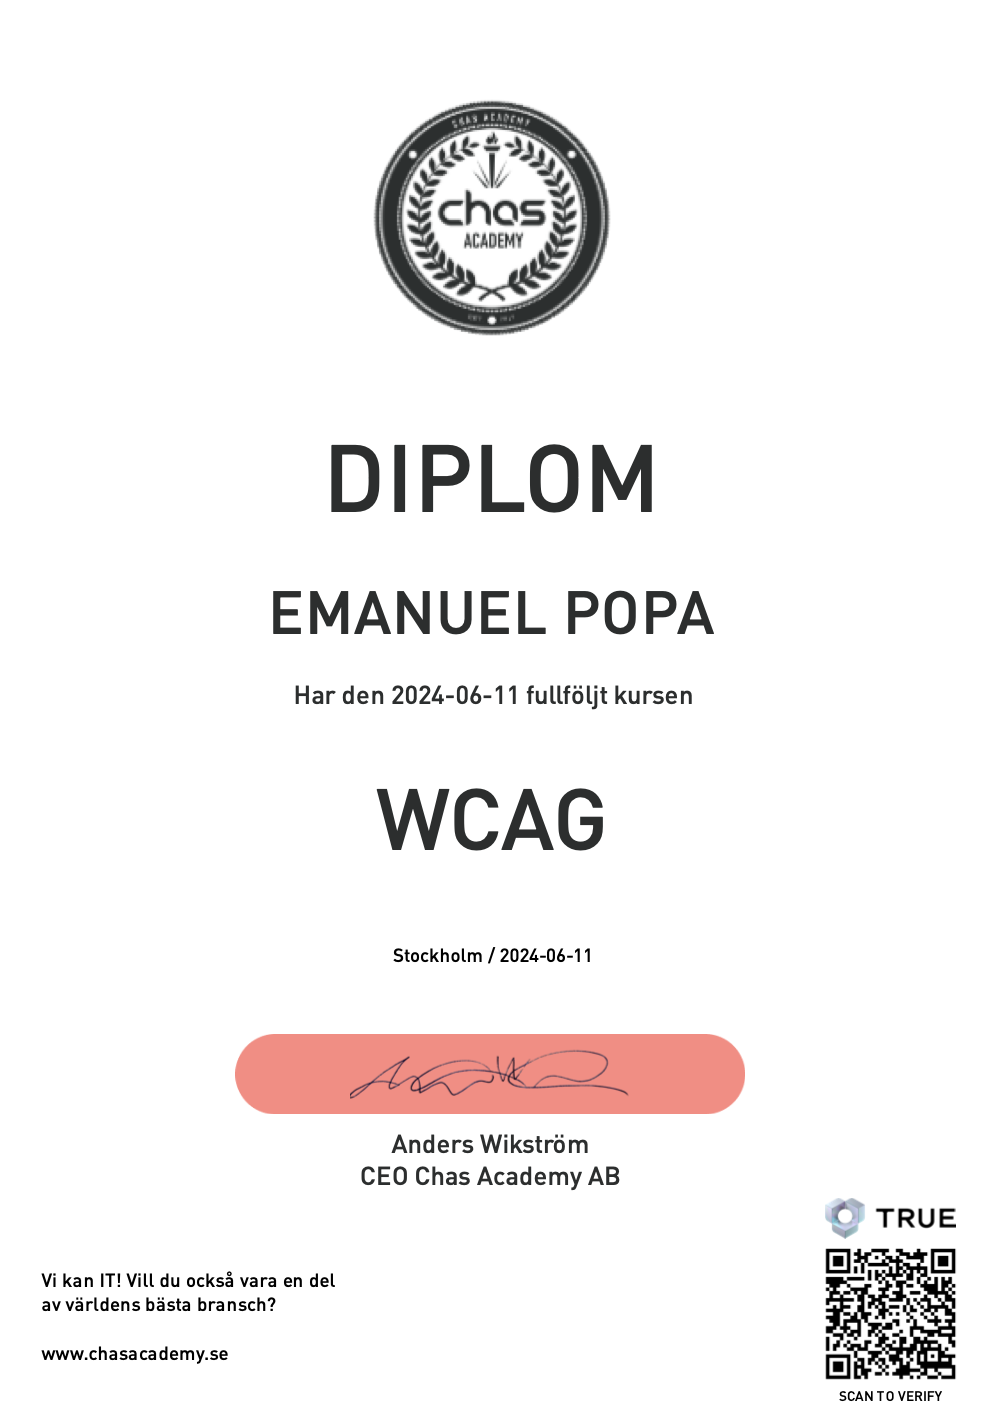 CHAS ACADEMY
chas
ACADEMY
DIPLOM
EMANUEL POPA
Har den 2024-06-11 fullföljt kursen
WCAG
Stockholm / 2024-06-11
Anders Wikström
CEO Chas Academy AB
TRUE
Vi kan IT! Vill du också vara en del
av världens bästa bransch?
www.chasacademy.se
SCAN TO VERIFY